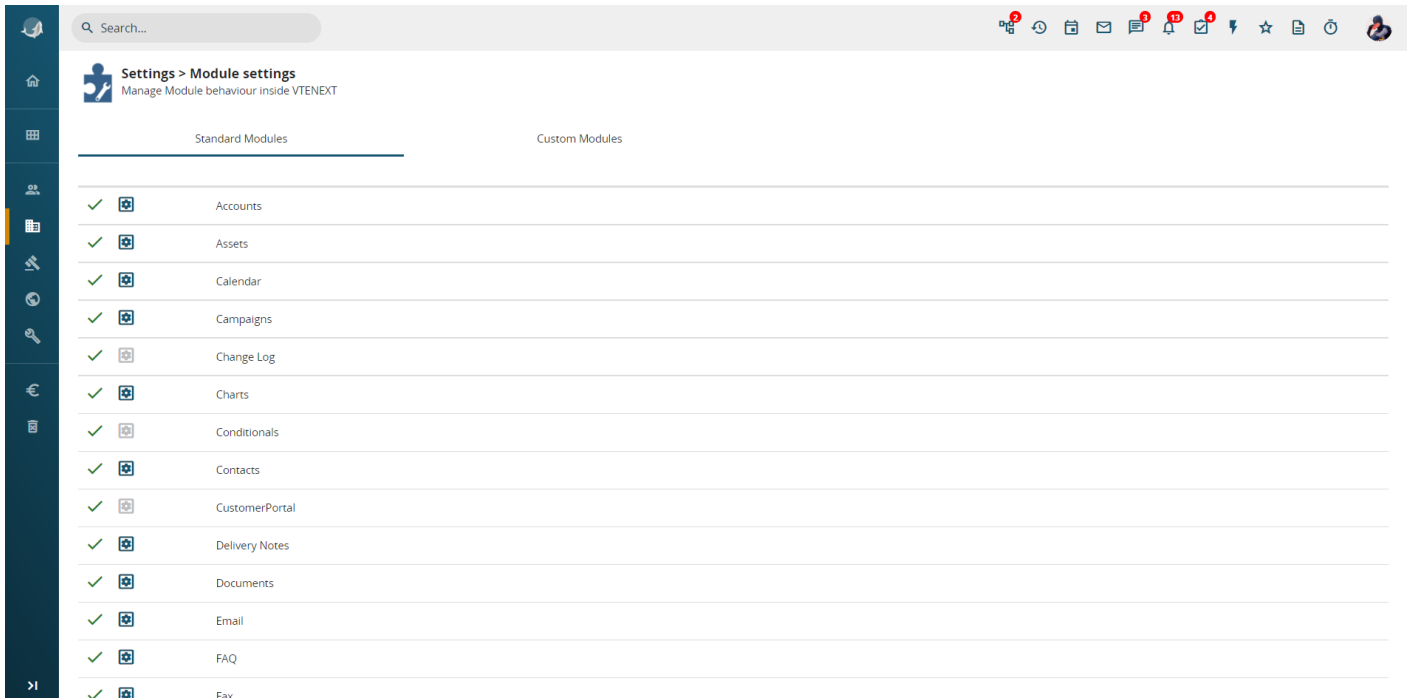 Search...
2
3
13
4
Settings > Module settings
Manage Module behaviour inside VTENEXT
Standard Modules
Custom Modules
Accounts
Assets
Calendar
Campaigns
Change Log
Charts
Conditionals
Contacts
CustomerPortal
Delivery Notes
Documents
Email
FAQ
Fax